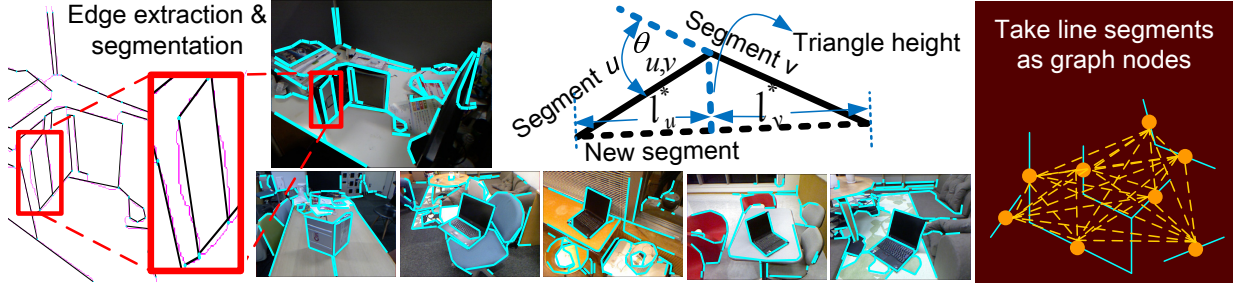 Edge extraction &
segmentation
Segment u
θ
u,v
Segment v
Triangle height
l*u
l*v
New segment
Take line segments
as graph nodes